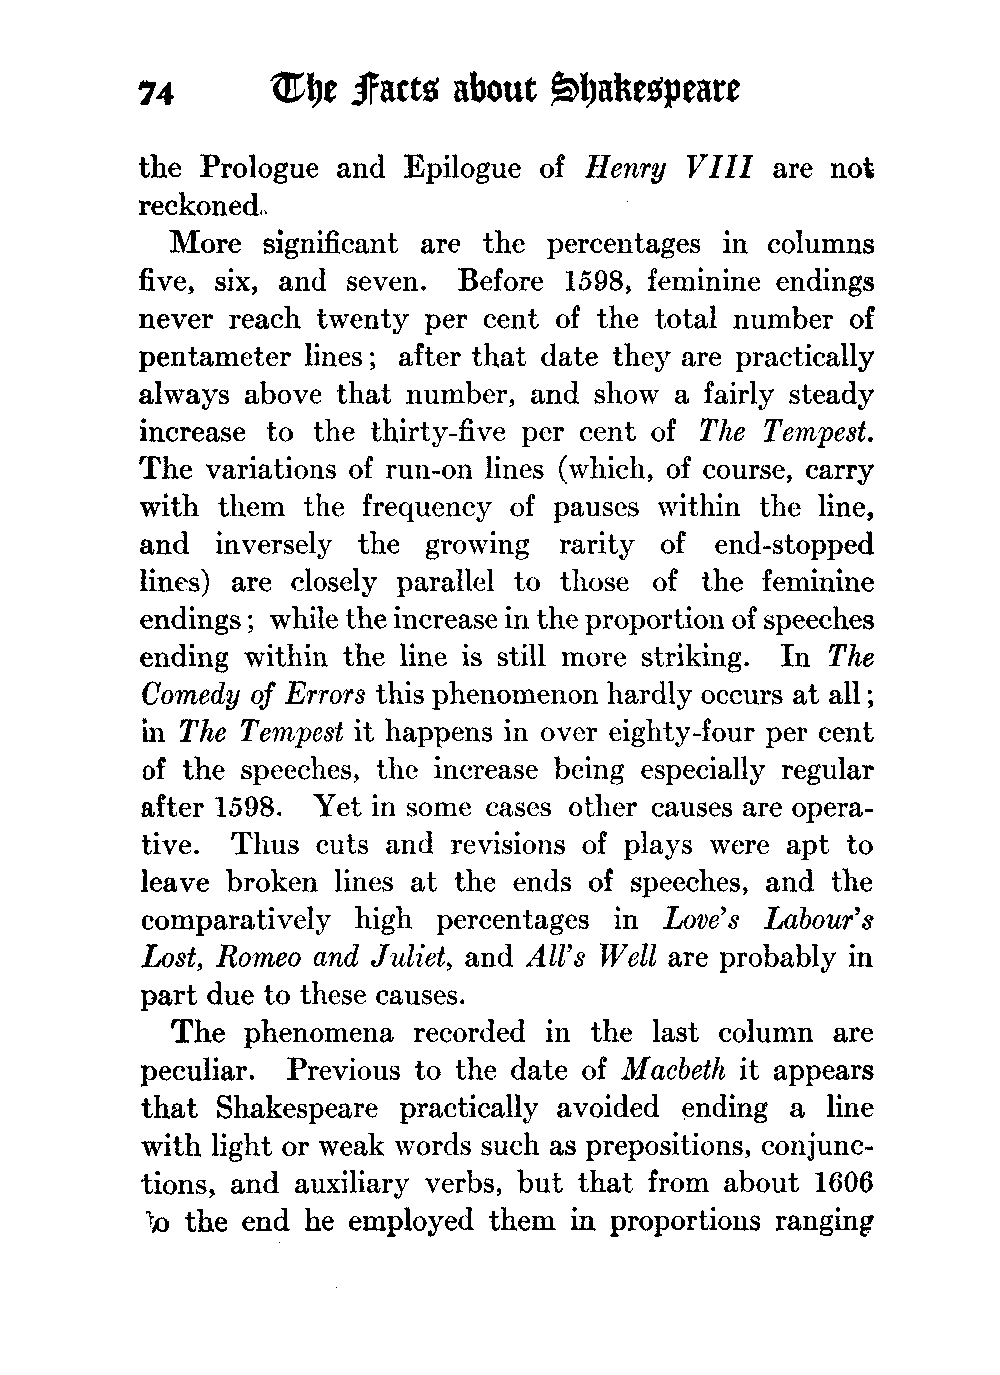 74 The Facts about Shakespeare
the Prologue and Epilogue of Henry VIII are not
reckoned.
More significant are the percentages in columns
five, six, and seven. Before 1598, feminine endings
never reach twenty per cent of the total number of
pentameter lines; after that date they are practically
always above that number, and show a fairly steady
increase to the thirty-five per cent of The Tempest.
The variations of run-on lines (which, of course, carry
with them the frequency of pauses within the line,
and inversely the growing rarity of end-stopped
lines) are closely parallel to those of the feminine
endings; while the increase in the proportion of speeches
ending within the line is still more striking. In The
Comedy of Errors this phenomenon hardly occurs at all;
in The Tempest it happens in over eighty-four per cent
of the speeches, the increase being especially regular
after 1598. Yet in some cases other causes are opera-
tive. Thus cuts and revisions of plays were apt to
leave broken lines at the ends of speeches, and the
comparatively high percentages in Love's Labour's
Lost, Romeo and Juliet, and All's Well are probably in
part due to these causes.
The phenomena recorded in the last column are
peculiar. Previous to the date of Macbeth it appears
that Shakespeare practically avoided ending a line
with light or weak words such as prepositions, conjunc-
tions, and auxiliary verbs, but that from about 1606
to the end he employed them in proportions ranging